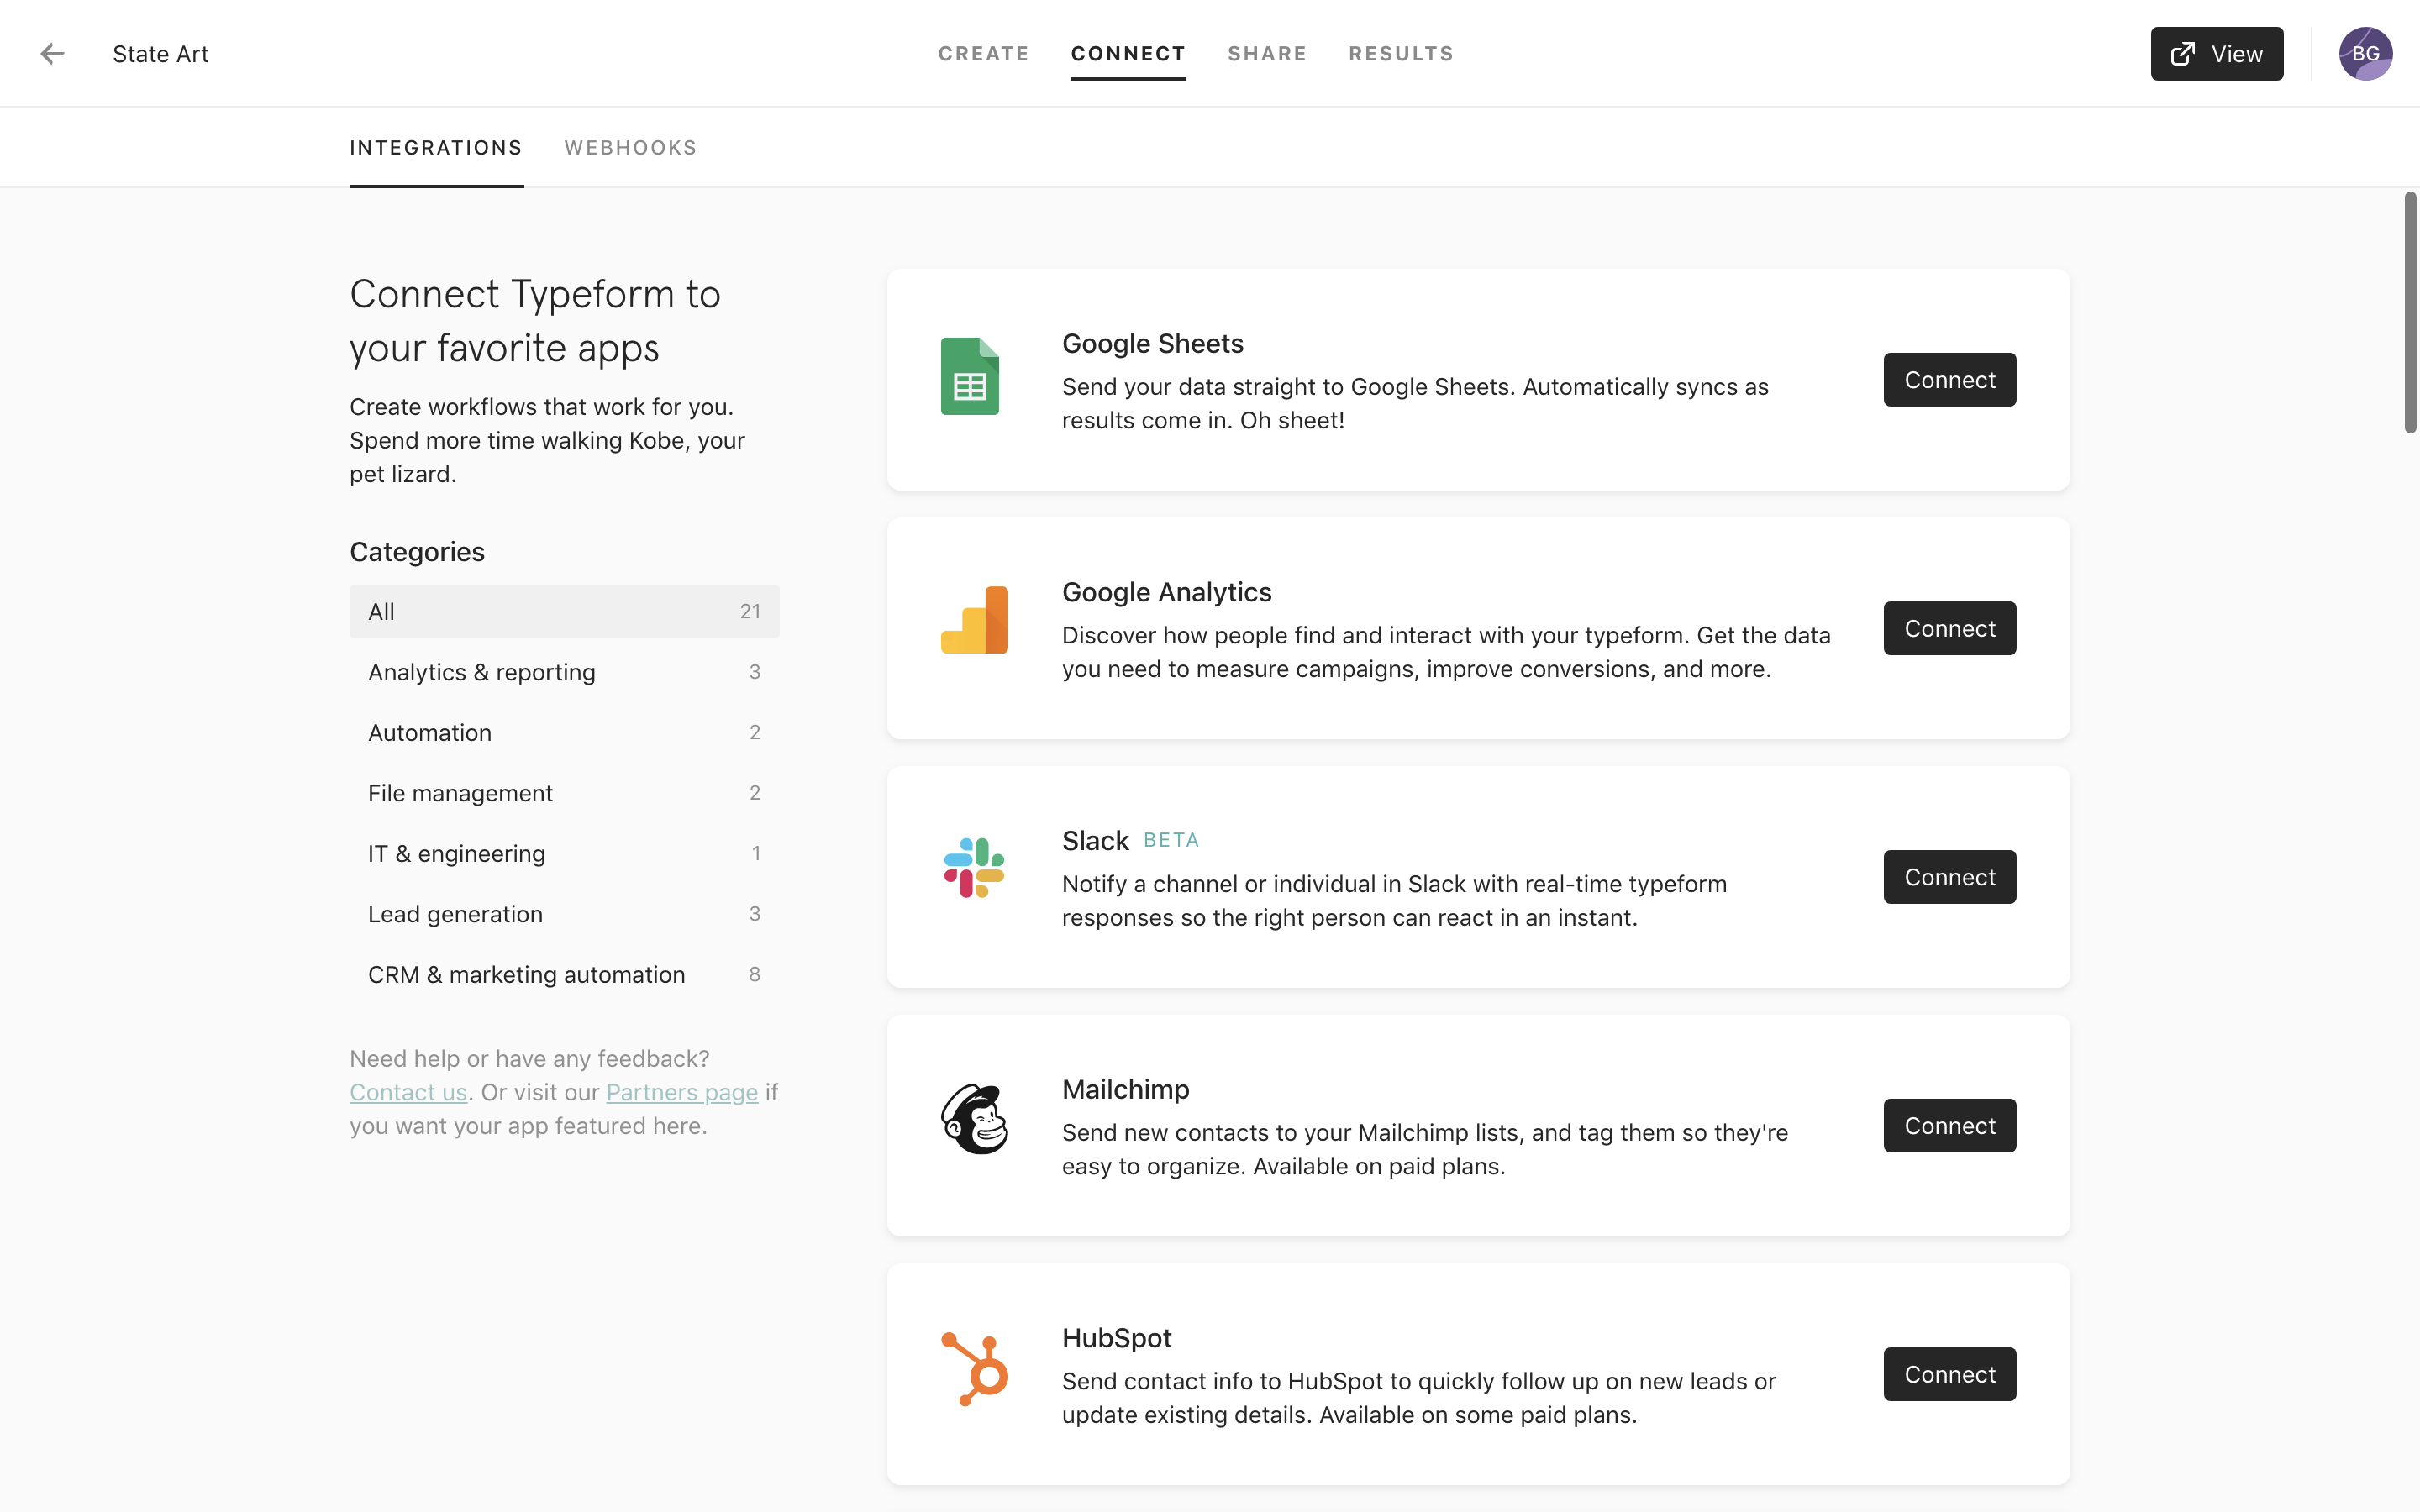 State Art
CREATE
CONNECT
SHARE
RESULTS
View
BG
INTEGRATIONS
WEBHOOKS
Connect Typeform to
your favorite apps
Create workflows that work for you.
Spend more time walking Kobe, your
pet lizard.
Categories
All 21
Analytics & reporting 3
Automation 2
File management 2
IT & engineering 1
Lead generation 3
CRM & marketing automation 8
Need help or have any feedback?
Contact us. Or visit our Partners page if
you want your app featured here.
Google Sheets
Send your data straight to Google Sheets. Automatically syncs as
results come in. Oh sheet!
Connect
Google Analytics
Discover how people find and interact with your typeform. Get the data
you need to measure campaigns, improve conversions, and more.
Connect
Slack BETA
Notify a channel or individual in Slack with real-time typeform
responses so the right person can react in an instant.
Connect
Mailchimp
Send new contacts to your Mailchimp lists, and tag them so they're
easy to organize. Available on paid plans.
Connect
HubSpot
Send contact info to HubSpot to quickly follow up on new leads or
update existing details. Available on some paid plans.
Connect